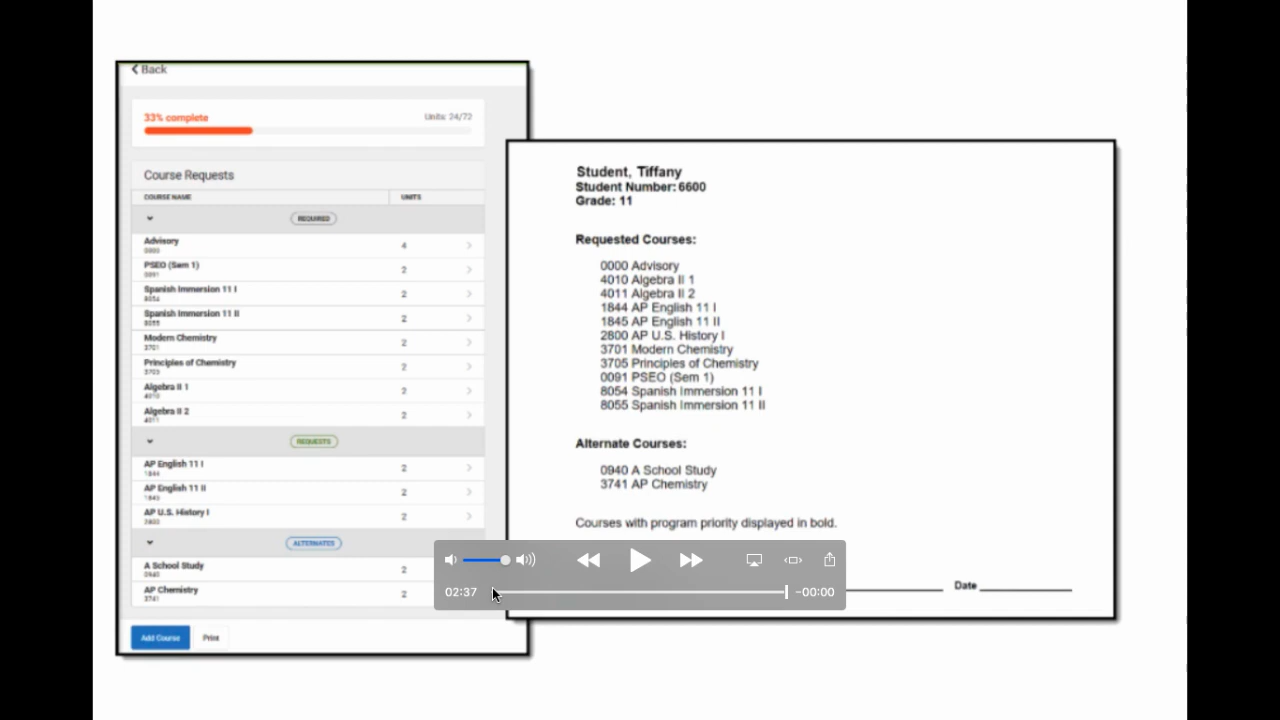 Back
33% complete
Units: 24/72
Course Requests
COURSE NAME UNITS
REQUIRED
Advisory 4
0000
PSEO (Sem 1) 2
0091
Spanish Immersion 11 I 2
8054
Spanish Immersion 11 II 2
8055
Modern Chemistry 2
3701
Principles of Chemistry 2
3705
Algebra II 1 2
4010
Algebra II 2 2
4011
REQUESTS
AP English 11 I 2
1844
AP English 11 II 2
1845
AP U.S. History I 2
2800
ALTERNATES
A School Study 2
0940
AP Chemistry 2
3741
Add Course Print
Student, Tiffany
Student Number: 6600
Grade: 11
Requested Courses:
0000 Advisory
4010 Algebra II 1
4011 Algebra II 2
1844 AP English 11 I
1845 AP English 11 II
2800 AP U.S. History I
3701 Modern Chemistry
3705 Principles of Chemistry
0091 PSEO (Sem 1)
8054 Spanish Immersion 11 I
8055 Spanish Immersion 11 II
Alternate Courses:
0940 A School Study
3741 AP Chemistry
Courses with program priority displayed in bold.
Date
02:37 -00:00